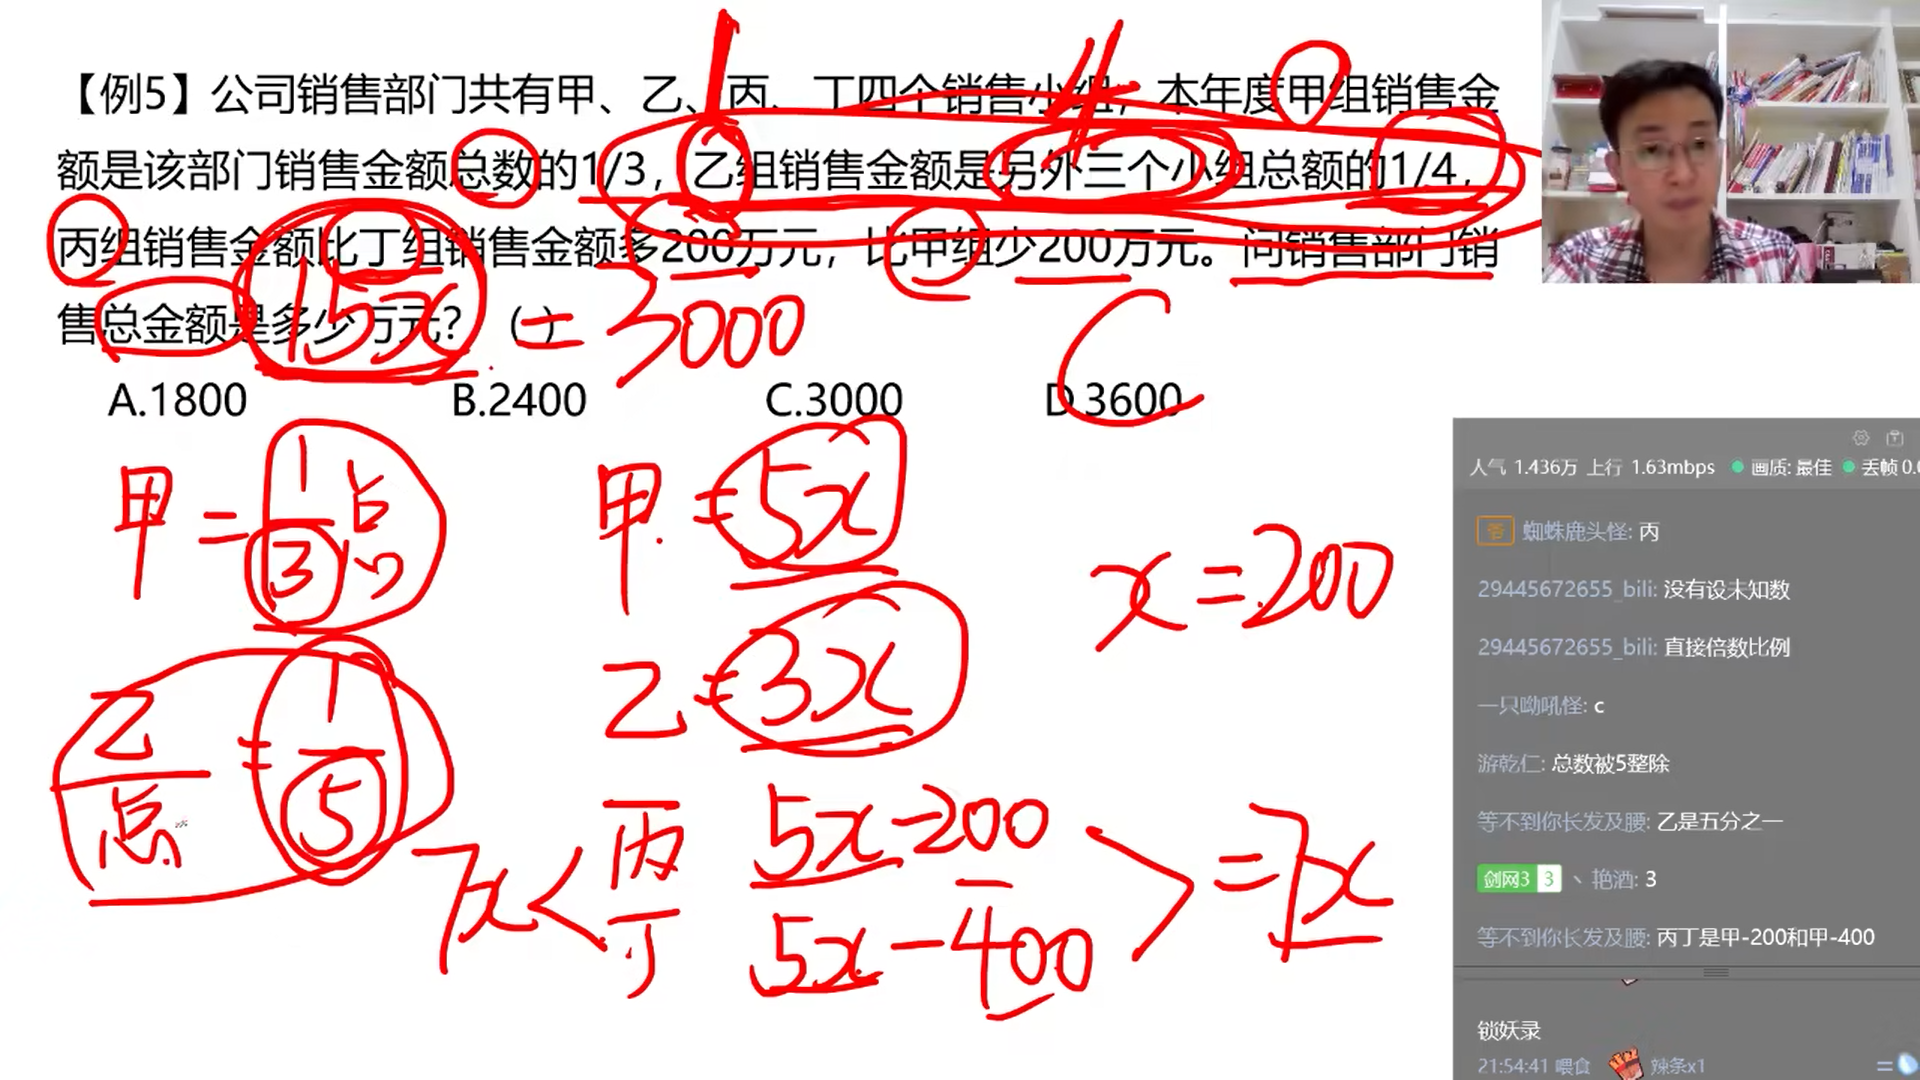 【例5】公司销售部门共有甲、乙、丙、丁四个销售小组，本年度甲组销售金
额是该部门销售金额总数的1/3，乙组销售金额是另外三个小组总额的1/4，
丙组销售金额比丁组销售金额多200万元，比甲组少200万元。问销售部门销
售总金额是多少万元？（ ）
1
4
15x = 3000
C
A.1800 B.2400 C.3000 D.3600
甲 = 1/3 总
乙/总 = 1/5
甲 = 5x
乙 = 3x
x = 200
7x < 丙 5x-200
丁 5x-400
= 7x
人气 1.436万 上行 1.63mbps 画质: 最佳 丢帧 0.0
蜘蛛鹿头怪: 丙
29445672655_bili: 没有设未知数
29445672655_bili: 直接倍数比例
一只呦吼怪: c
游乾仁: 总数被5整除
等不到你长发及腰: 乙是五分之一
剑网3 3 丶 艳酒: 3
等不到你长发及腰: 丙丁是甲-200和甲-400
锁妖录
21:54:41 喂食 辣条x1